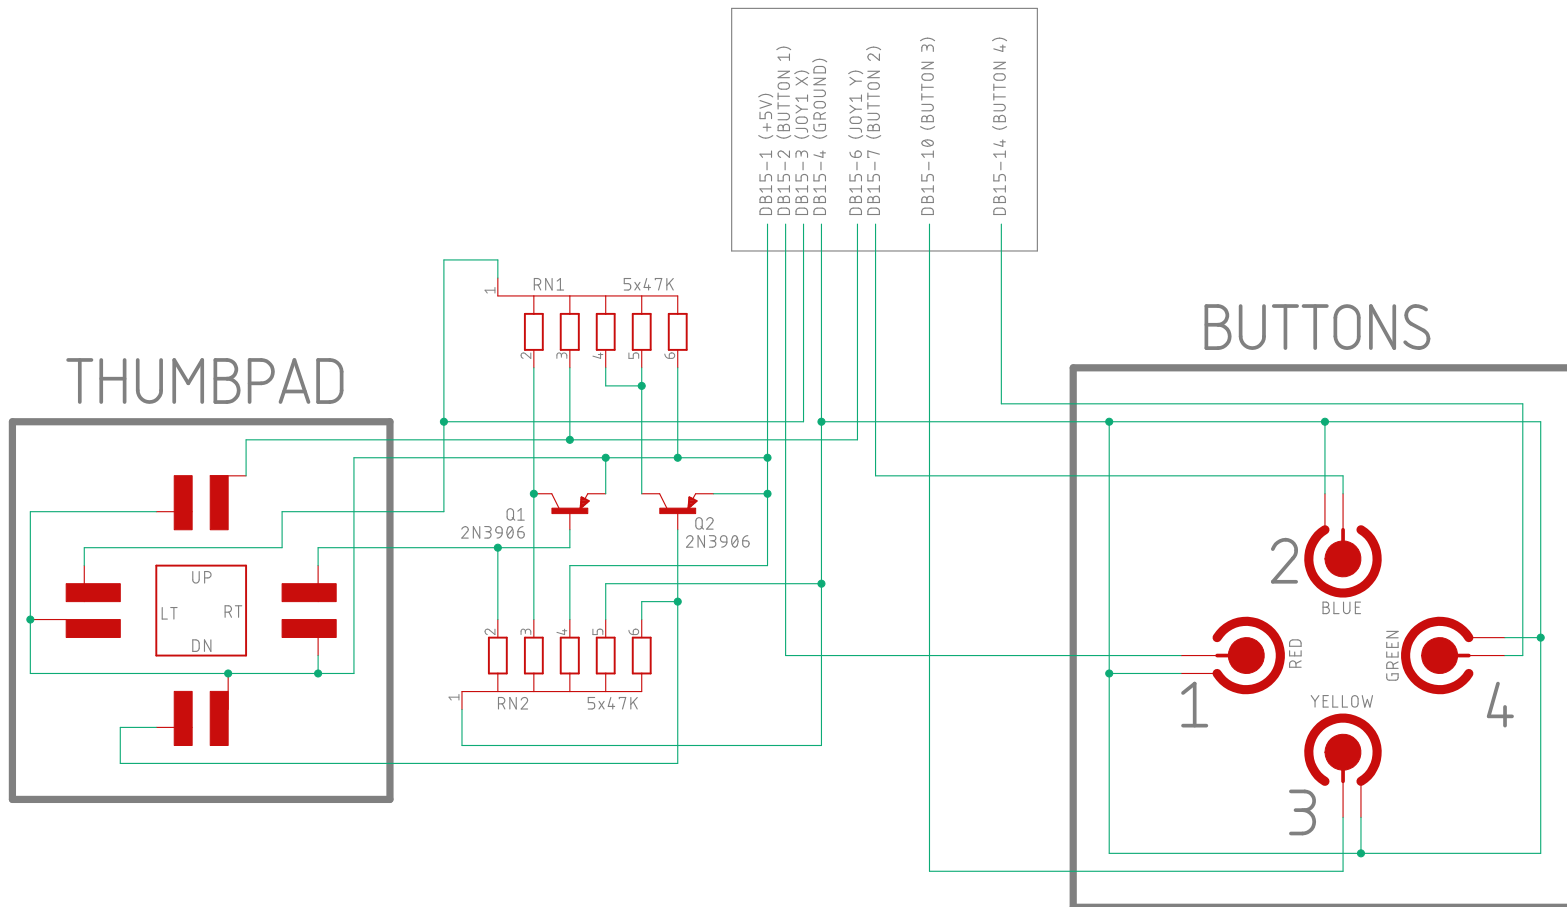 DB15-1 (+5V)
DB15-2 (BUTTON 1)
DB15-3 (JOY1 X)
DB15-4 (GROUND)
DB15-6 (JOY1 Y)
DB15-7 (BUTTON 2)
DB15-10 (BUTTON 3)
DB15-14 (BUTTON 4)
RN1
5x47K
1
2
3
4
5
6
BUTTONS
THUMBPAD
Q1
2N3906
Q2
2N3906
UP
LT
RT
DN
2
3
4
5
6
1
RN2
5x47K
2
BLUE
RED
1
GREEN
4
YELLOW
3